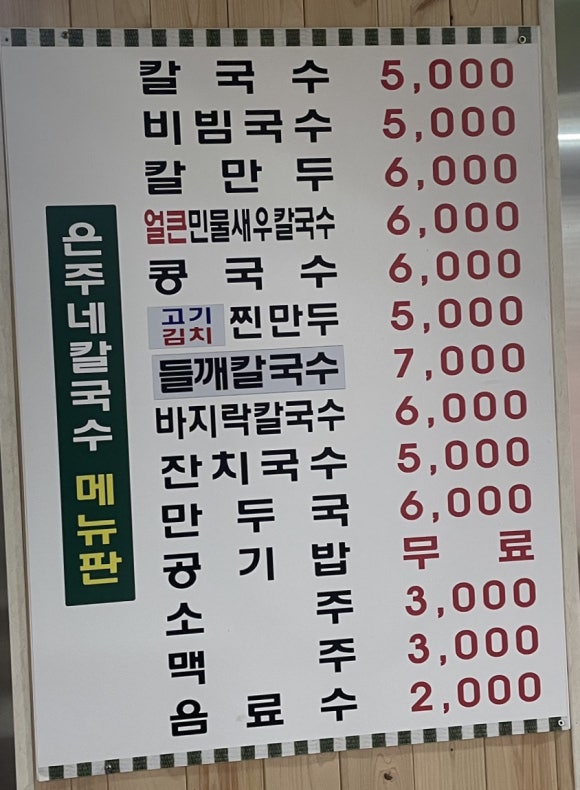 은주네칼국수 메뉴판
칼국수 5,000
비빔국수 5,000
칼만두 6,000
얼큰민물새우칼국수 6,000
콩국수 6,000
고기
김치 찐만두 5,000
들깨칼국수 7,000
바지락칼국수 6,000
잔치국수 5,000
만두국 6,000
공기밥 무료
소주 3,000
맥주 3,000
음료수 2,000